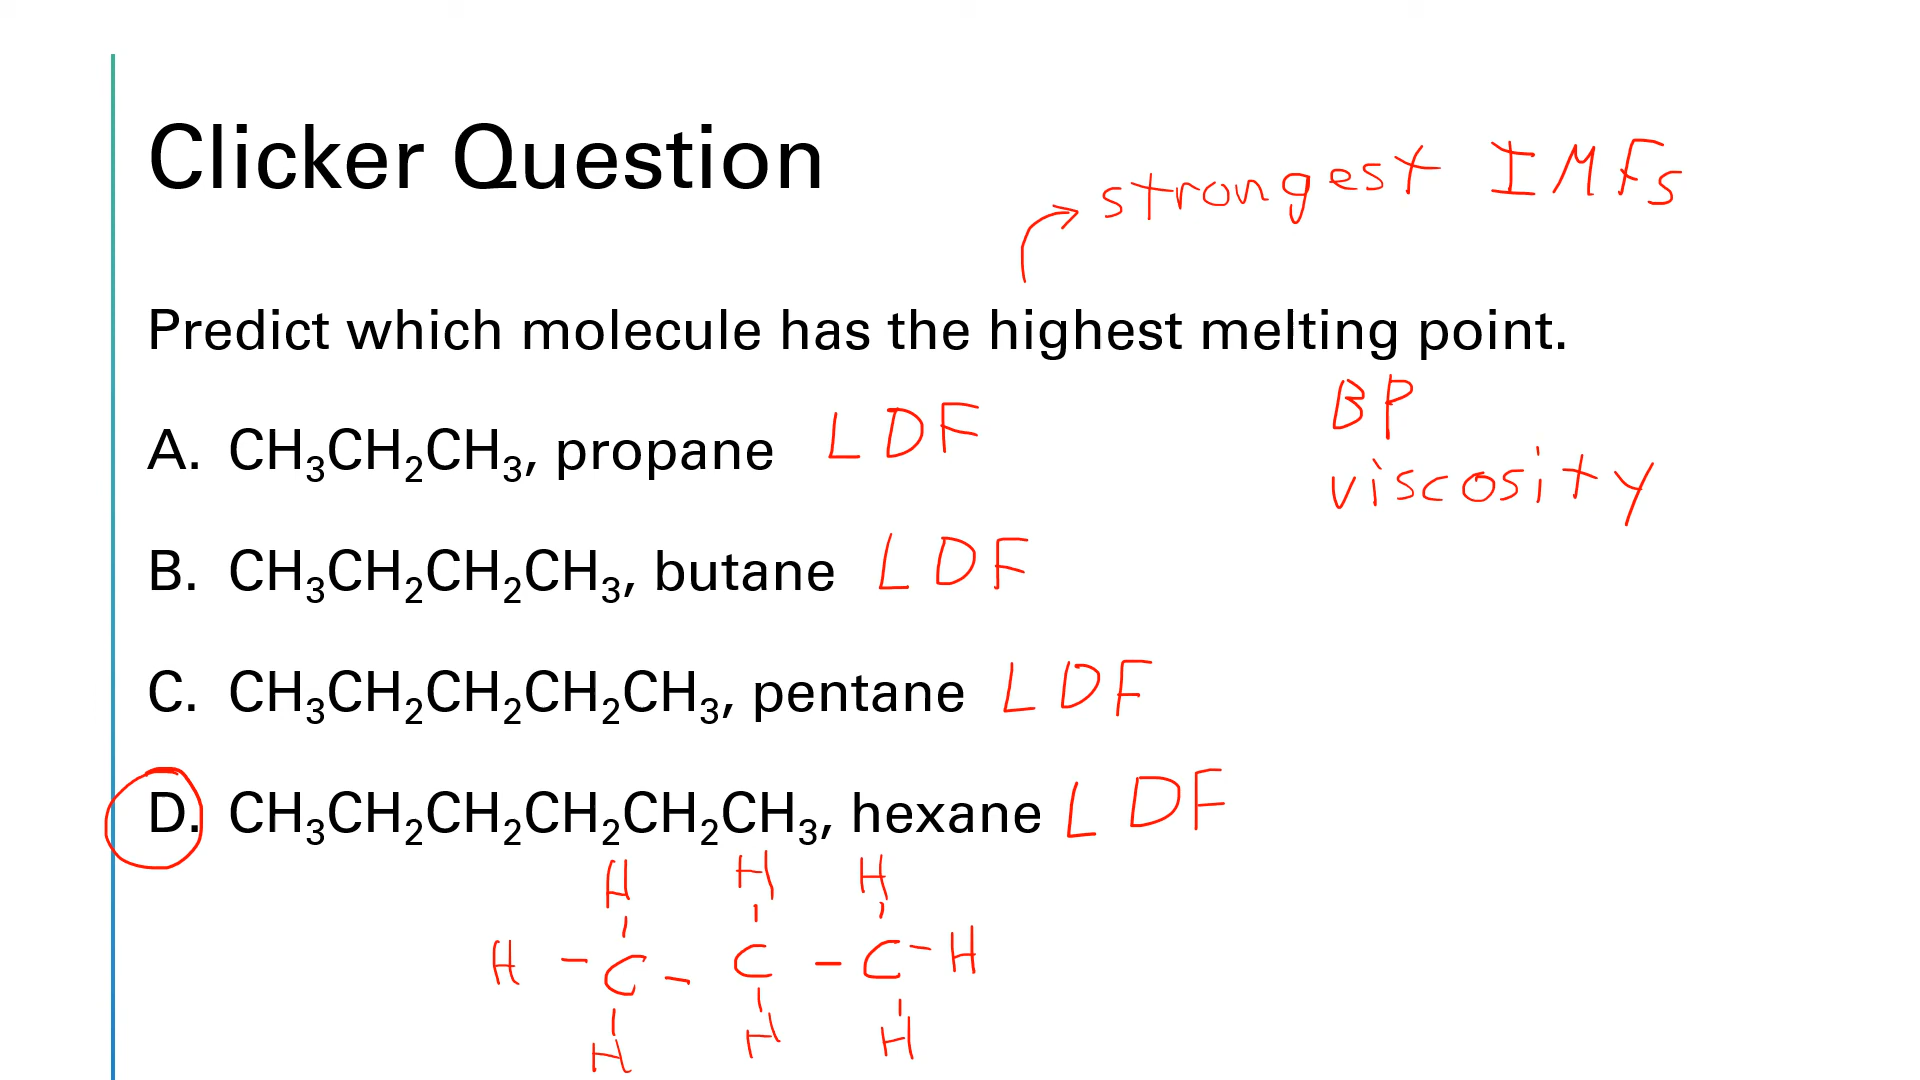 Clicker Question
strongest IMFs
Predict which molecule has the highest melting point.
BP
viscosity
A. CH₃CH₂CH₃, propane LDF
B. CH₃CH₂CH₂CH₃, butane LDF
C. CH₃CH₂CH₂CH₂CH₃, pentane LDF
D. CH₃CH₂CH₂CH₂CH₂CH₃, hexane LDF
H H H
H - C - C - C - H
H H H